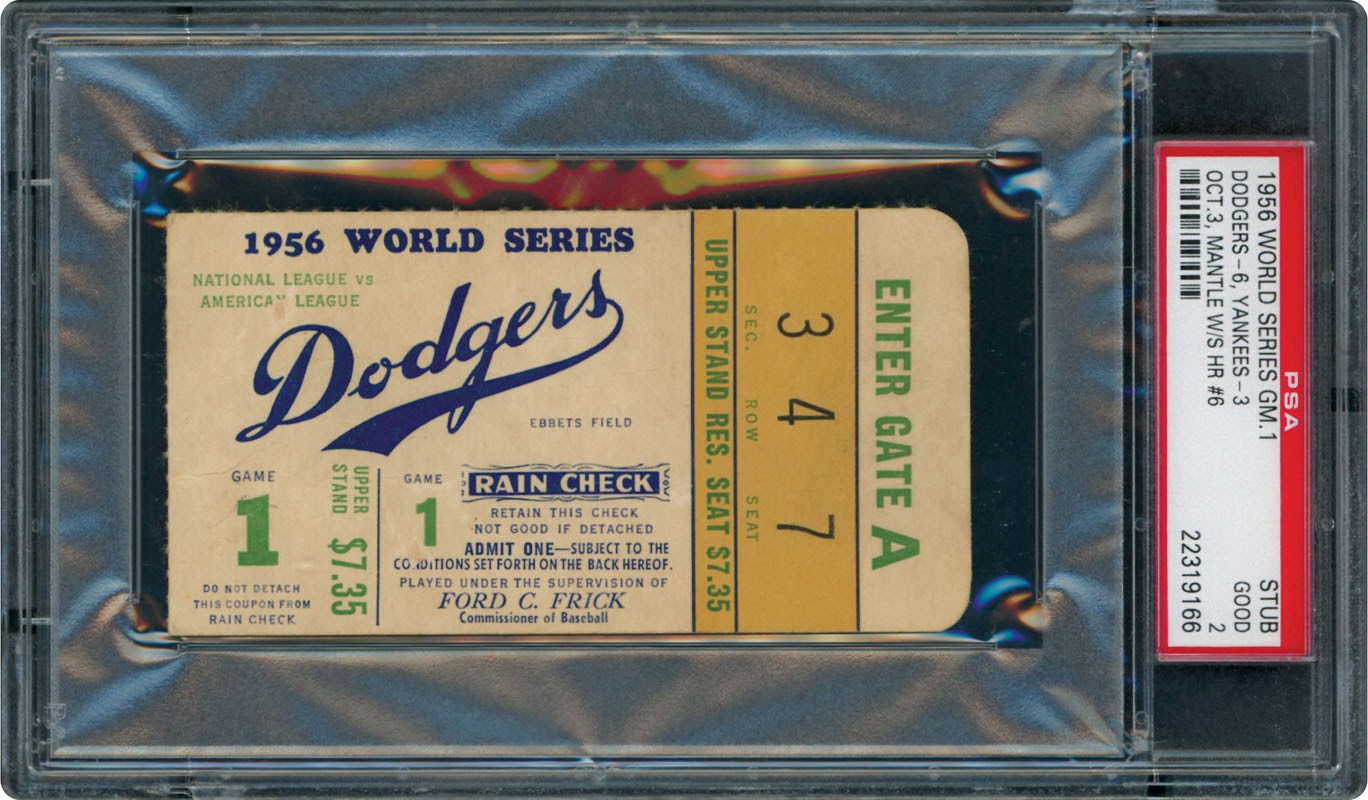 1956 WORLD SERIES
NATIONAL LEAGUE vs
AMERICAN LEAGUE
Dodgers
EBBETS FIELD
GAME
1
DO NOT DETACH
THIS COUPON FROM
RAIN CHECK
UPPER
STAND $7.35
GAME
1
RAIN CHECK
RETAIN THIS CHECK
NOT GOOD IF DETACHED
ADMIT ONE—SUBJECT TO THE
CONDITIONS SET FORTH ON THE BACK HEREOF.
PLAYED UNDER THE SUPERVISION OF
FORD C. FRICK
Commissioner of Baseball
UPPER STAND RES. SEAT $7.35
SEC. ROW SEAT
3 4 7
ENTER GATE A
PSA
1956 WORLD SERIES GM.1 STUB
DODGERS-6, YANKEES-3 GOOD
OCT.3, MANTLE W/S HR #6 2
22319166